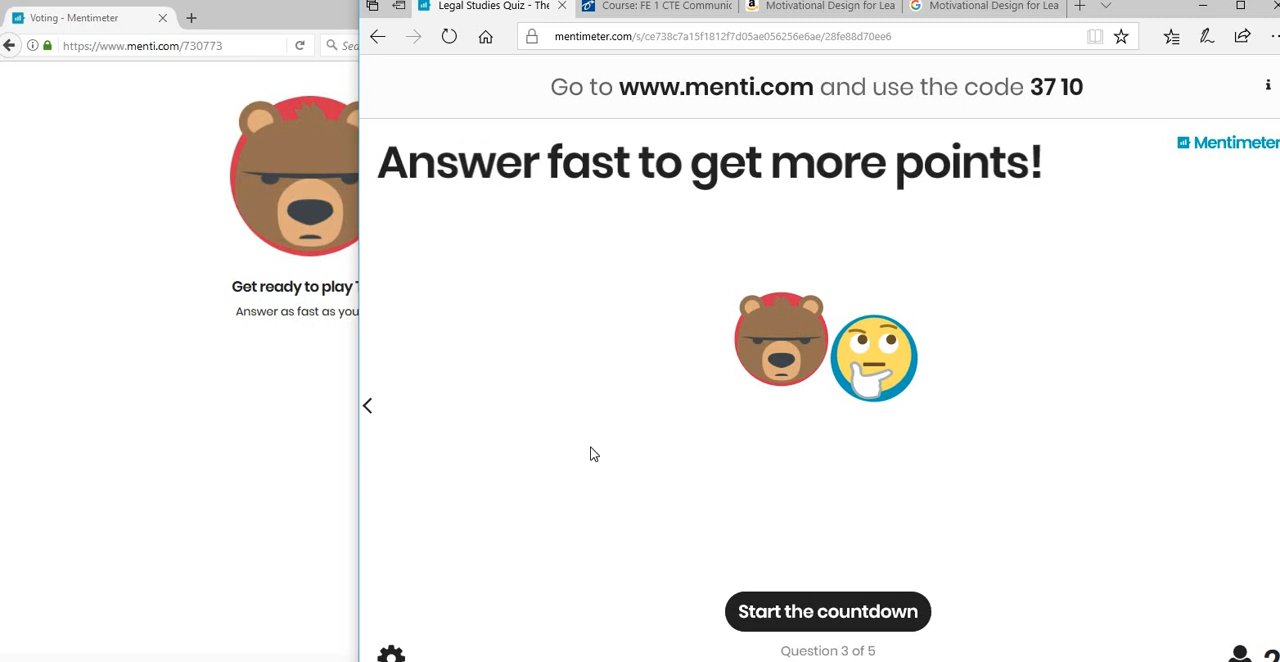 Voting - Mentimeter
https://www.menti.com/730773
Get ready to play
Answer as fast as you
Legal Studies Quiz - The
Course: FE 1 CTE Communic
Motivational Design for Lea
Motivational Design for Lea
mentimeter.com/s/ce738c7a15f1812f7d05ae056256e6ae/28fe88d70ee6
Go to www.menti.com and use the code 37 10
Mentimeter
Answer fast to get more points!
Start the countdown
Question 3 of 5